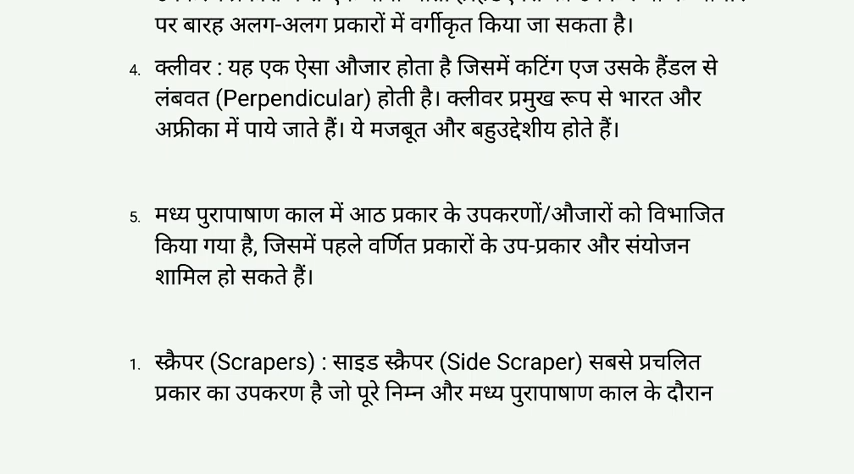 पर बारह अलग-अलग प्रकारों में वर्गीकृत किया जा सकता है।
4. क्लीवर : यह एक ऐसा औजार होता है जिसमें कटिंग एज उसके हैंडल से
लंबवत (Perpendicular) होती है। क्लीवर प्रमुख रूप से भारत और
अफ्रीका में पाये जाते हैं। ये मजबूत और बहुउद्देशीय होते हैं।
5. मध्य पुरापाषाण काल में आठ प्रकार के उपकरणों/औजारों को विभाजित
किया गया है, जिसमें पहले वर्णित प्रकारों के उप-प्रकार और संयोजन
शामिल हो सकते हैं।
1. स्क्रैपर (Scrapers) : साइड स्क्रैपर (Side Scraper) सबसे प्रचलित
प्रकार का उपकरण है जो पूरे निम्न और मध्य पुरापाषाण काल के दौरान